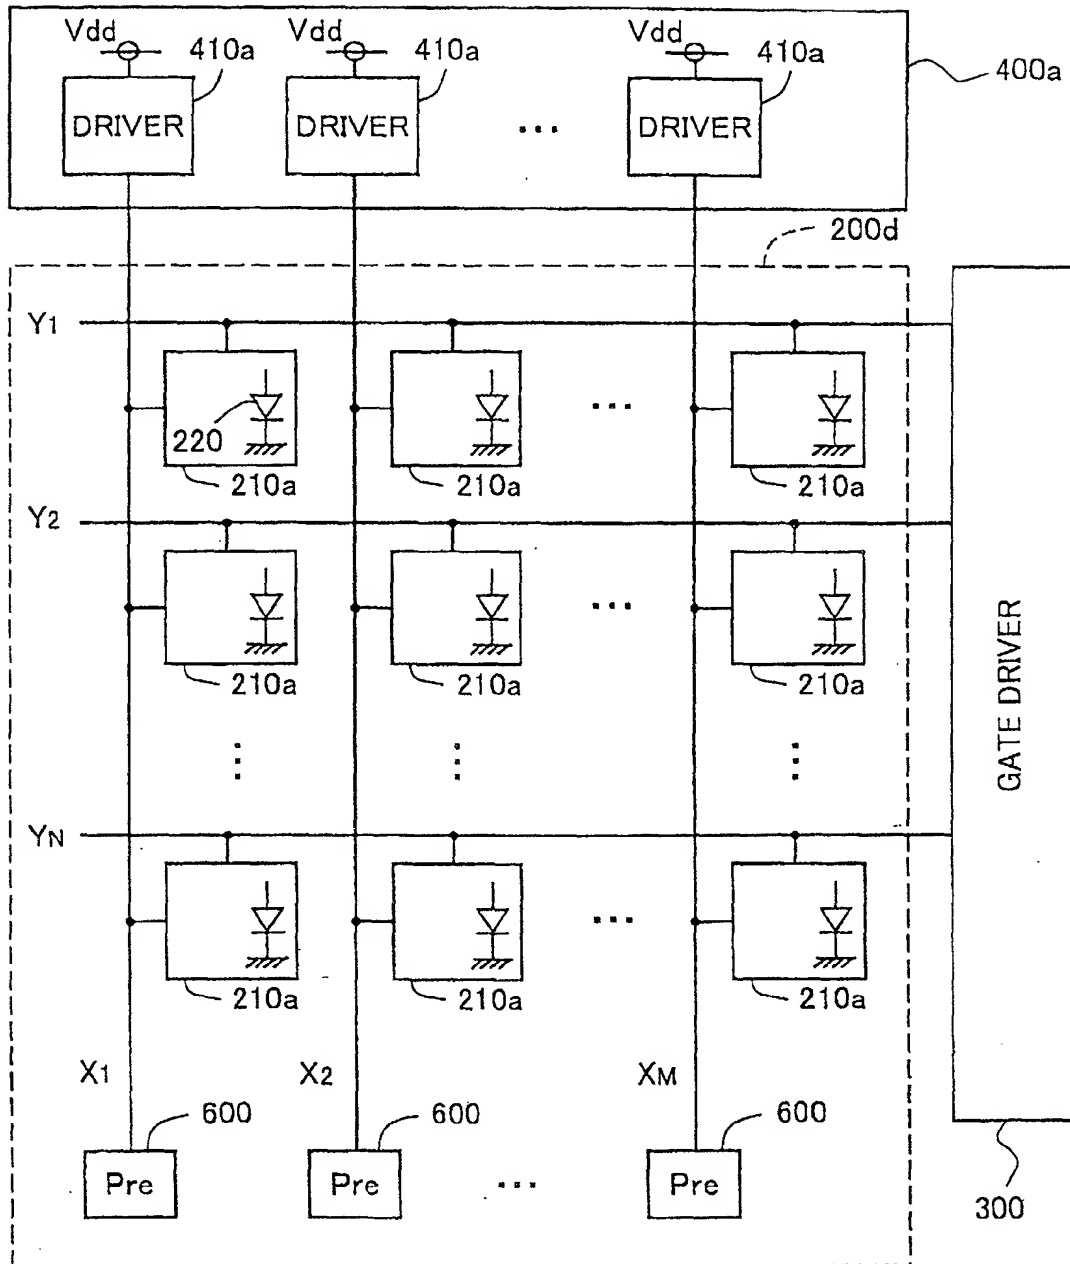 Vdd 410a Vdd 410a Vdd 410a
400a
DRIVER DRIVER ... DRIVER
200d
Y1
...
220
210a 210a 210a
Y2
...
210a 210a 210a
GATE DRIVER
YN
...
210a 210a 210a
X1 X2 XM
600 600 600
Pre Pre ... Pre
300